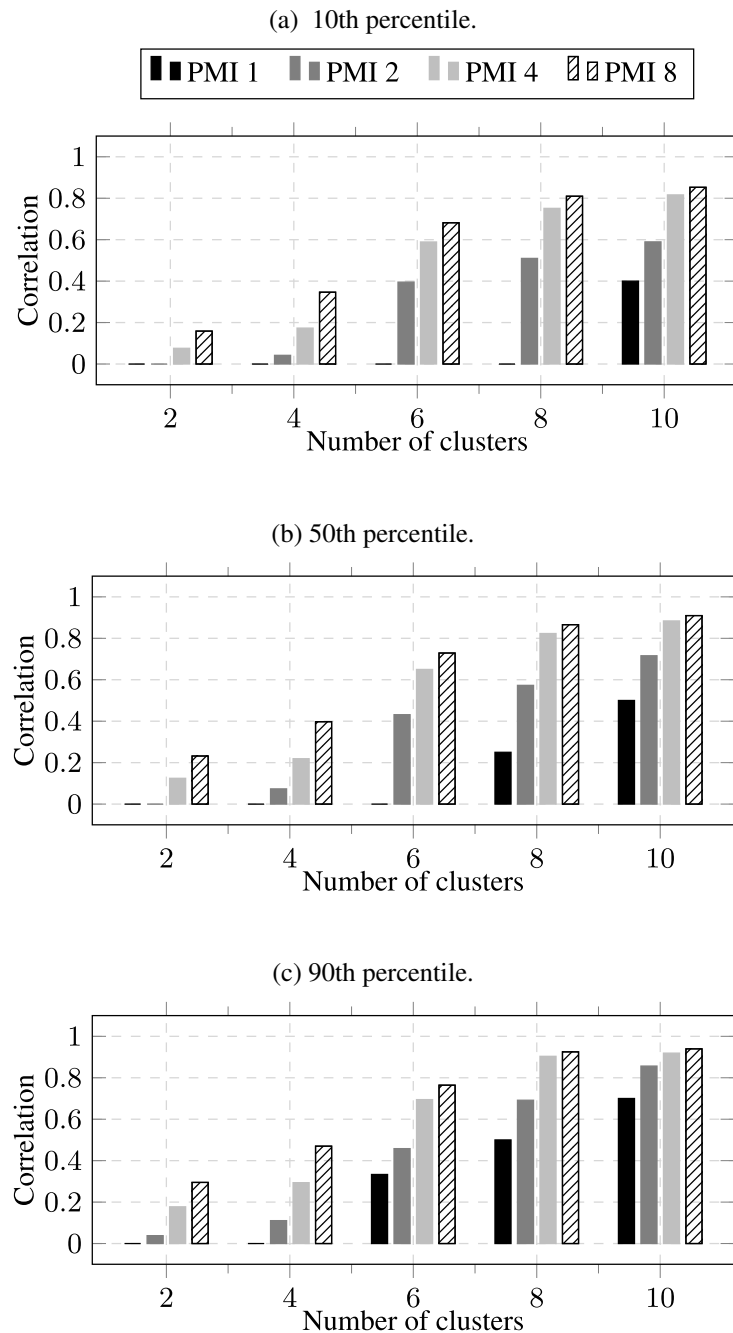 (a) 10th percentile.
PMI 1 PMI 2 PMI 4 PMI 8
1
0.8
0.6
0.4
0.2
0
Correlation
2 4 6 8 10
Number of clusters
(b) 50th percentile.
1
0.8
0.6
0.4
0.2
0
Correlation
2 4 6 8 10
Number of clusters
(c) 90th percentile.
1
0.8
0.6
0.4
0.2
0
Correlation
2 4 6 8 10
Number of clusters